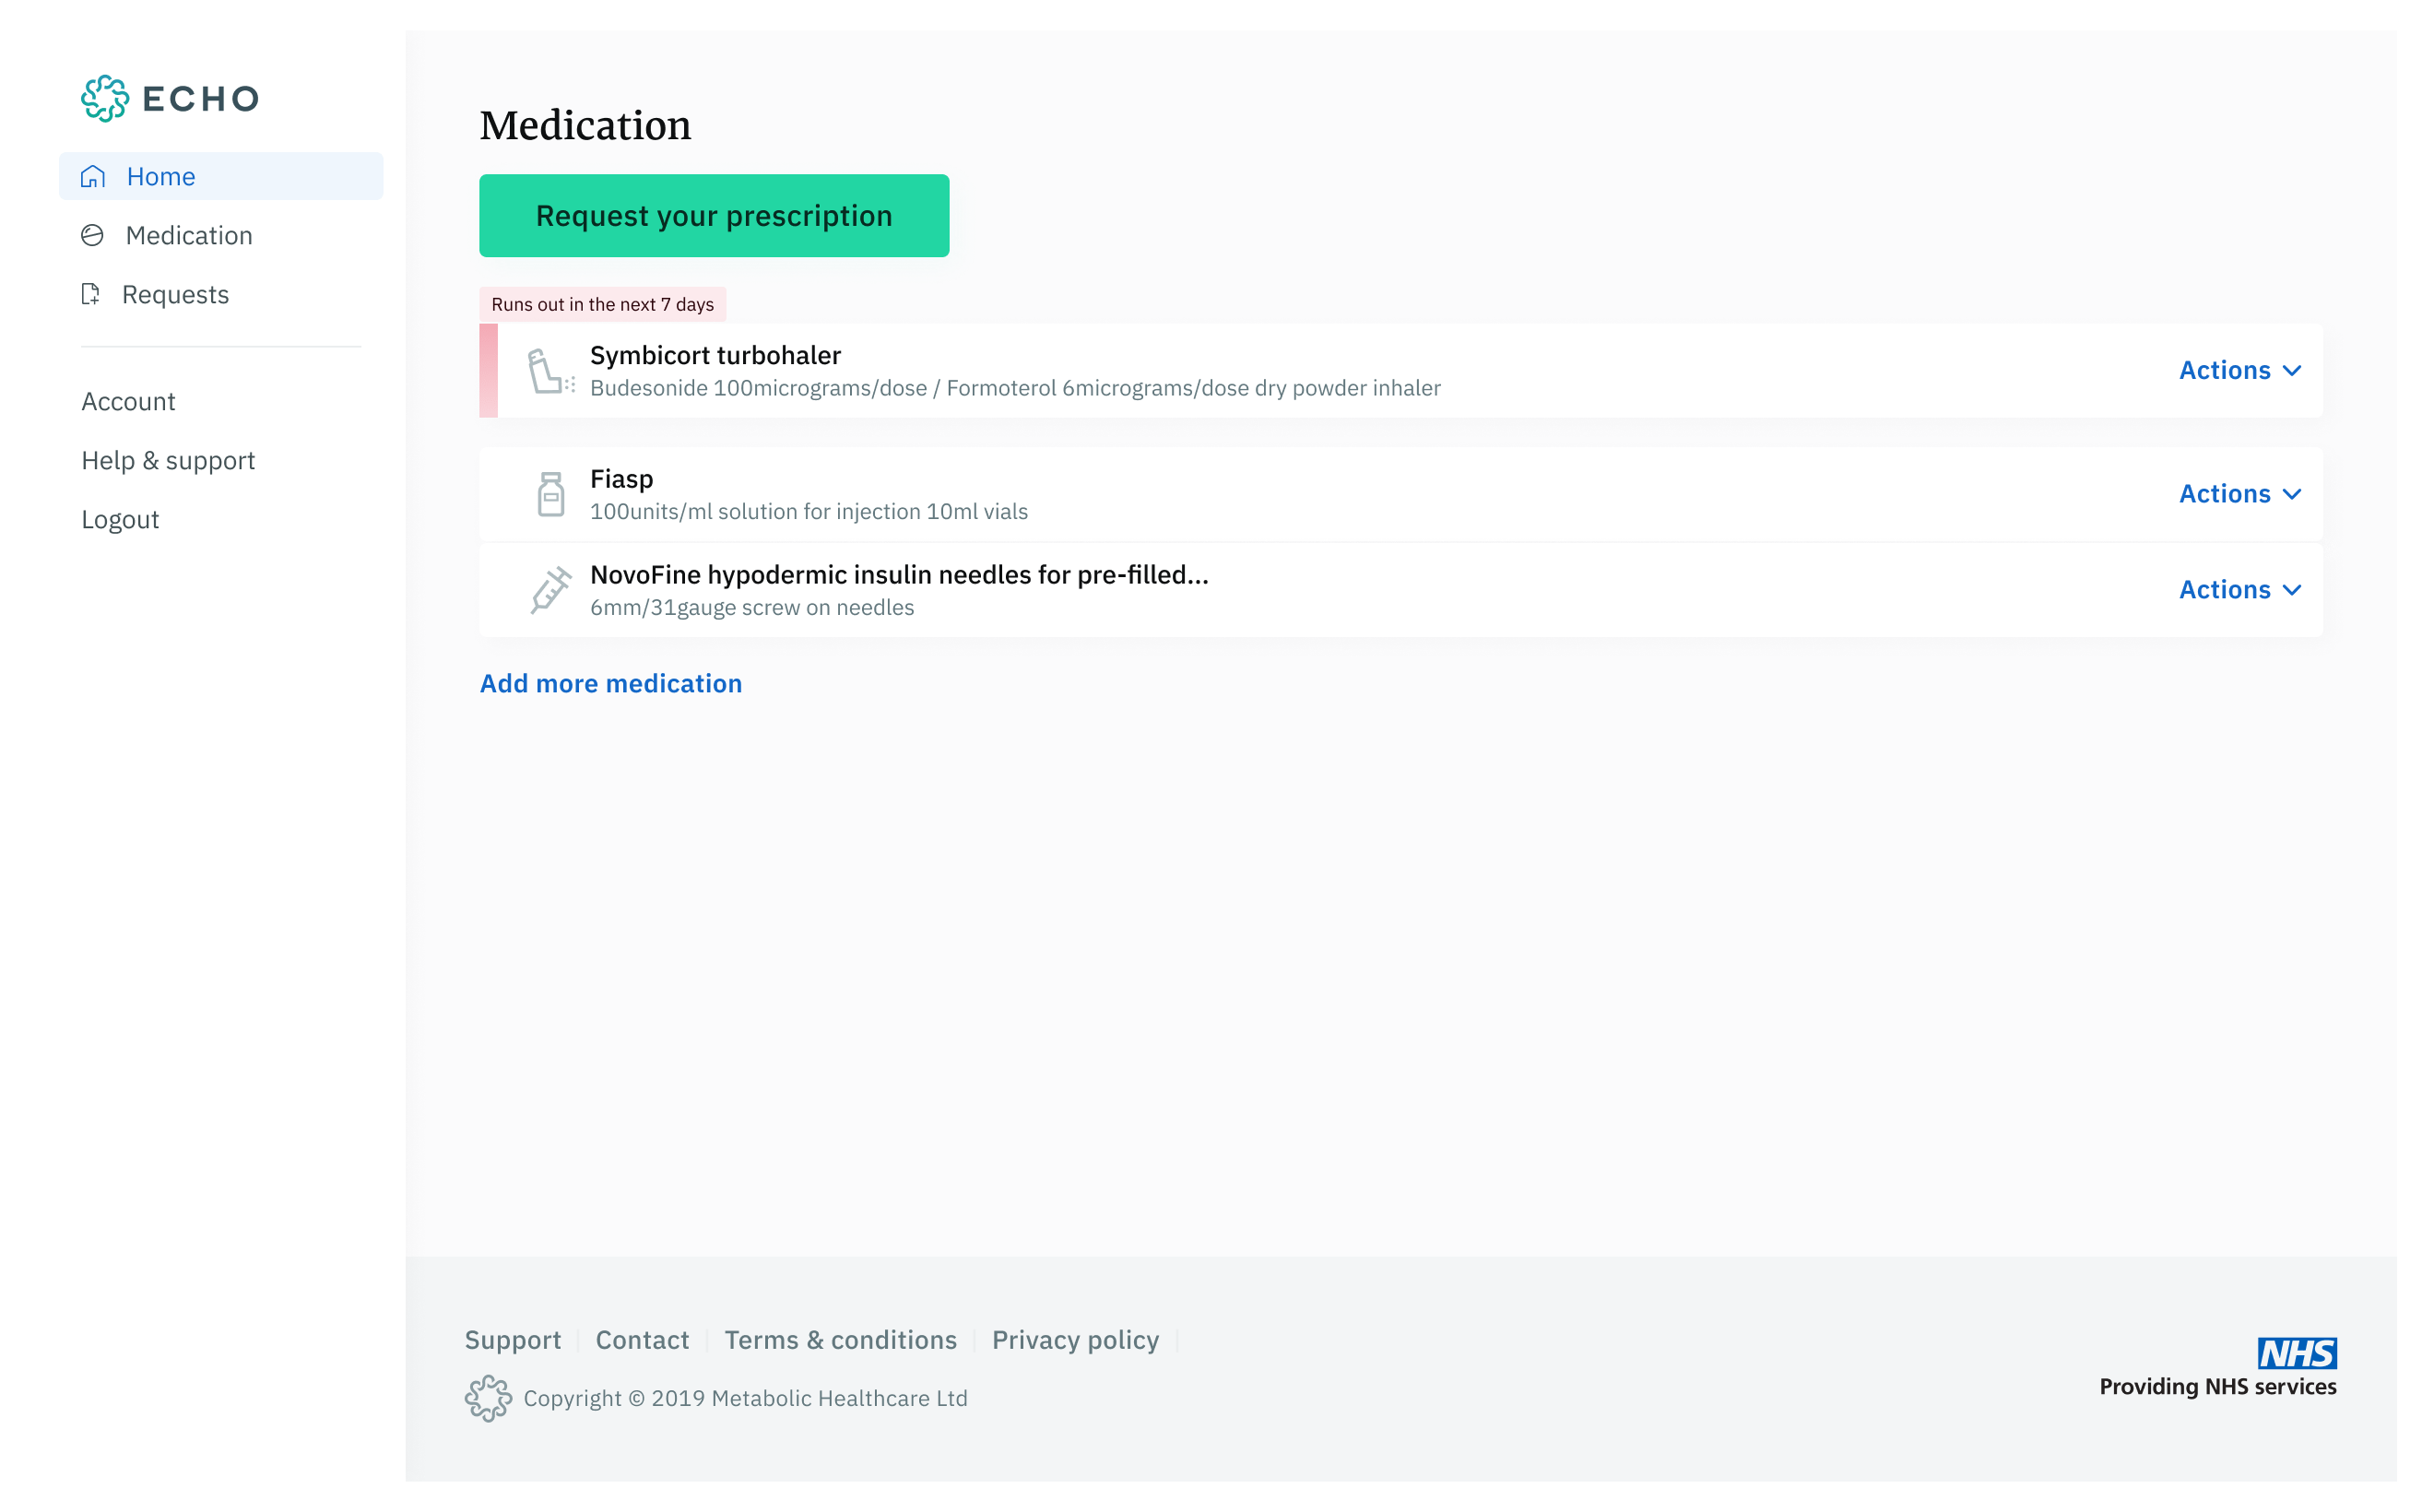 ECHO
Home
Medication
Requests
Account
Help & support
Logout
Medication
Request your prescription
Runs out in the next 7 days
Symbicort turbohaler
Budesonide 100micrograms/dose / Formoterol 6micrograms/dose dry powder inhaler
Actions
Fiasp
100units/ml solution for injection 10ml vials
Actions
NovoFine hypodermic insulin needles for pre-filled...
6mm/31gauge screw on needles
Actions
Add more medication
Support
Contact
Terms & conditions
Privacy policy
Copyright © 2019 Metabolic Healthcare Ltd
NHS
Providing NHS services